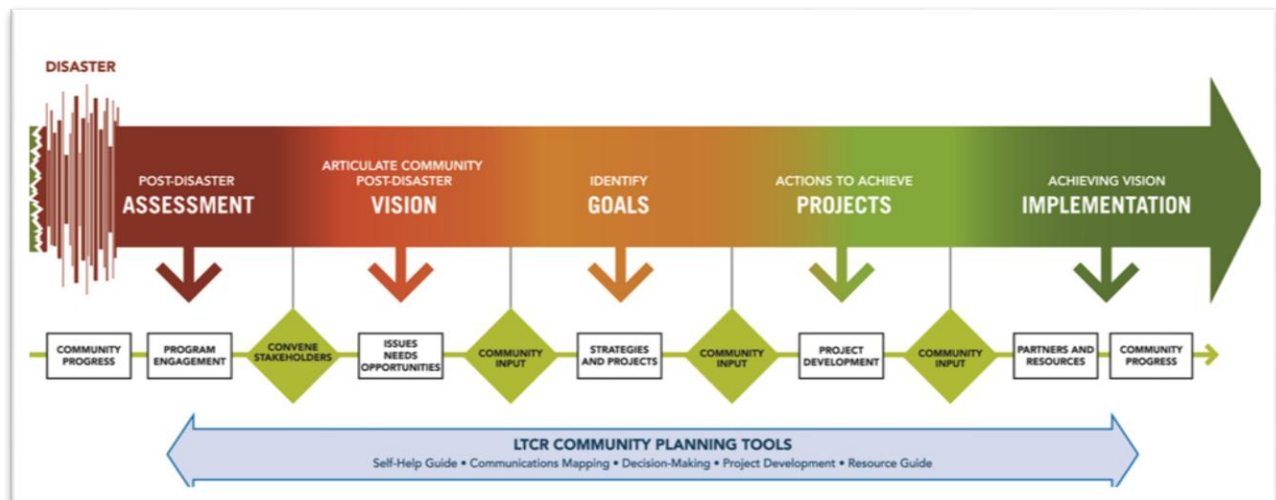 DISASTER
POST-DISASTER
ASSESSMENT
ARTICULATE COMMUNITY
POST-DISASTER
VISION
IDENTIFY
GOALS
ACTIONS TO ACHIEVE
PROJECTS
ACHIEVING VISION
IMPLEMENTATION
COMMUNITY
PROGRESS
PROGRAM
ENGAGEMENT
CONVENE
STAKEHOLDERS
ISSUES
NEEDS
OPPORTUNITIES
COMMUNITY
INPUT
STRATEGIES
AND PROJECTS
COMMUNITY
INPUT
PROJECT
DEVELOPMENT
COMMUNITY
INPUT
PARTNERS AND
RESOURCES
COMMUNITY
PROGRESS
LTCR COMMUNITY PLANNING TOOLS
Self-Help Guide • Communications Mapping • Decision-Making • Project Development • Resource Guide